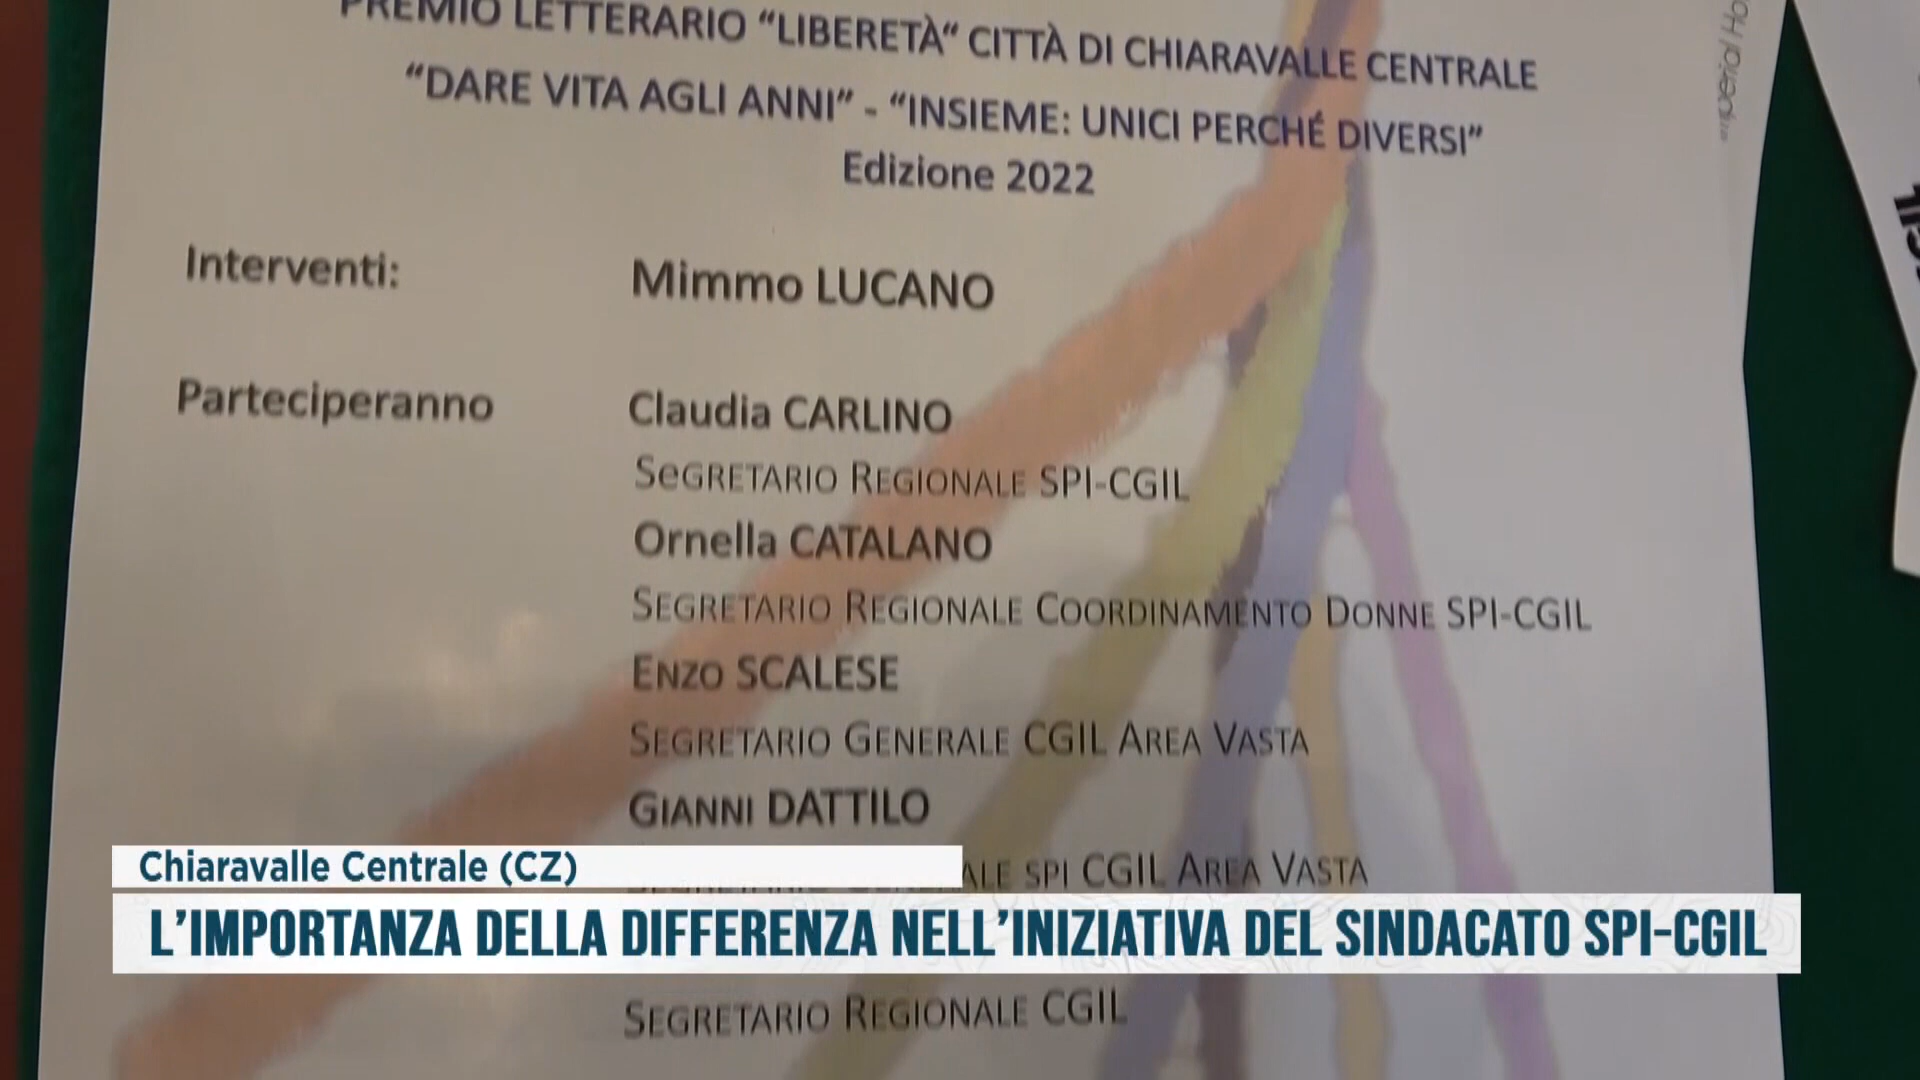 PREMIO LETTERARIO “LIBERETÀ“ CITTÀ DI CHIARAVALLE CENTRALE
“DARE VITA AGLI ANNI” - “INSIEME: UNICI PERCHÉ DIVERSI”
Edizione 2022
Interventi: Mimmo LUCANO
Parteciperanno Claudia CARLINO
SeGRETARIO REGIONALE SPI-CGIL
Ornella CATALANO
SEGRETARIO REGIONALE COORDINAMENTO DONNE SPI-CGIL
ENZO SCALESE
SEGRETARIO GENERALE CGIL AREA VASTA
GIANNI DATTILO
SPI CGIL AREA VASTA
Chiaravalle Centrale (CZ)
L’IMPORTANZA DELLA DIFFERENZA NELL’INIZIATIVA DEL SINDACATO SPI-CGIL
SEGRETARIO REGIONALE CGIL